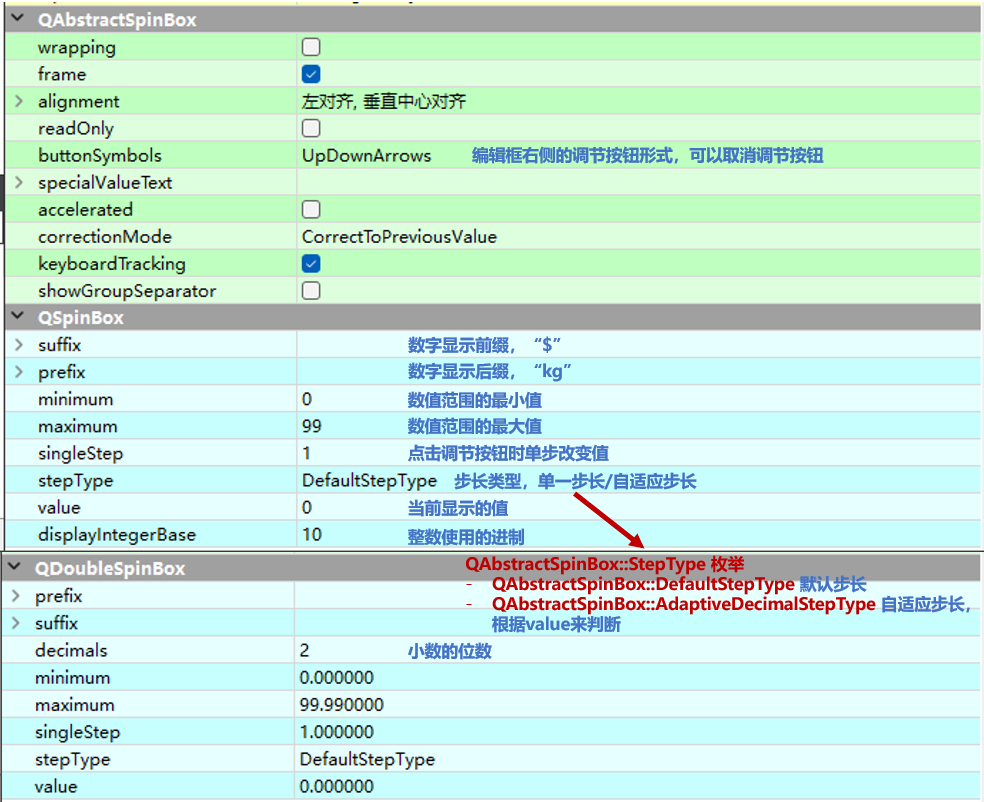 QAbstractSpinBox
wrapping
frame
alignment 左对齐, 垂直中心对齐
readOnly
buttonSymbols UpDownArrows 编辑框右侧的调节按钮形式，可以取消调节按钮
specialValueText
accelerated
correctionMode CorrectToPreviousValue
keyboardTracking
showGroupSeparator
QSpinBox
suffix 数字显示前缀，“$”
prefix 数字显示后缀，“kg”
minimum 0 数值范围的最小值
maximum 99 数值范围的最大值
singleStep 1 点击调节按钮时单步改变值
stepType DefaultStepType 步长类型，单一步长/自适应步长
value 0 当前显示的值
displayIntegerBase 10 整数使用的进制
QDoubleSpinBox
QAbstractSpinBox::StepType 枚举
- QAbstractSpinBox::DefaultStepType 默认步长
- QAbstractSpinBox::AdaptiveDecimalStepType 自适应步长，
根据value来判断
prefix
suffix
decimals 2 小数的位数
minimum 0.000000
maximum 99.990000
singleStep 1.000000
stepType DefaultStepType
value 0.000000